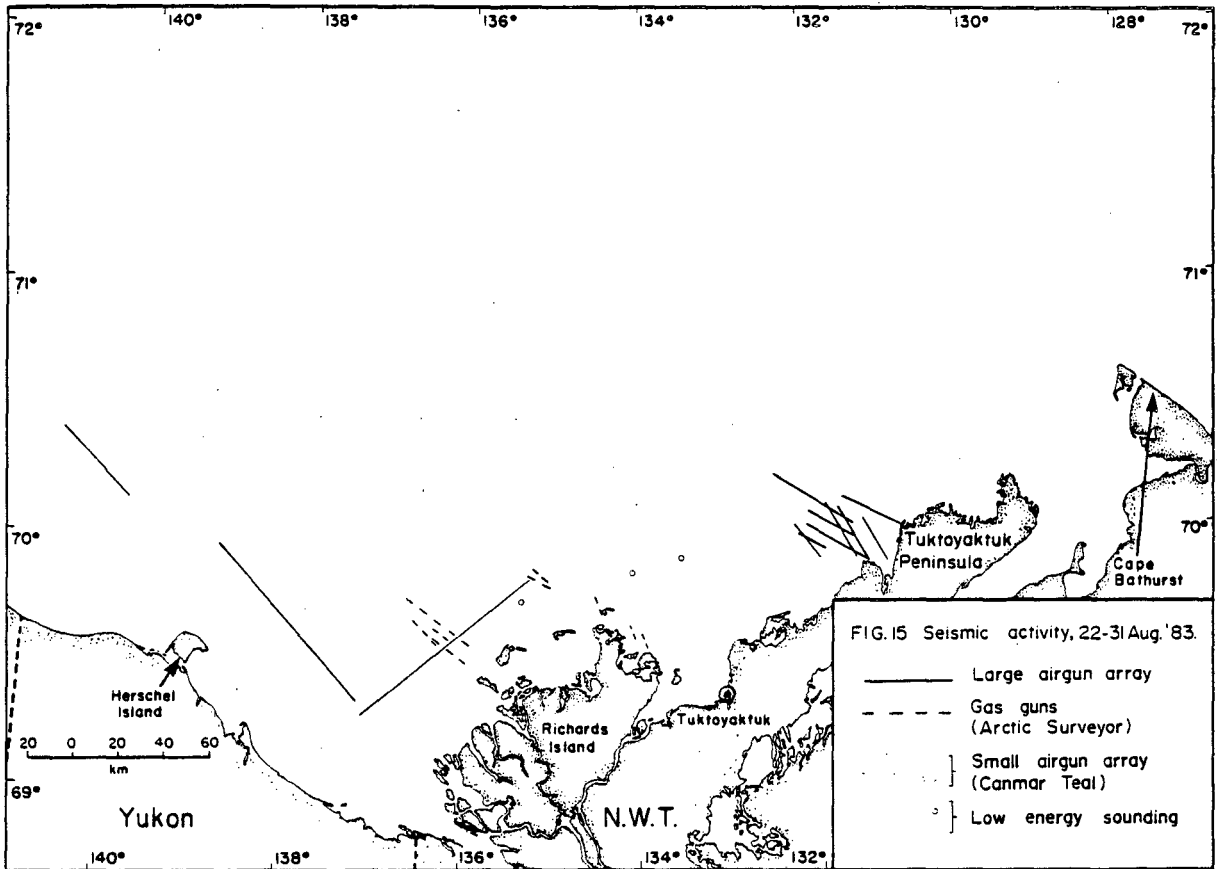 140° 138° 136° 134° 132° 130° 128°
72° 72°
71° 71°
70° 70°
Tuktoyaktuk
Peninsula
Cape
Bathurst
Herschel
Island
20 0 20 40 60
km
Richards
Island
Tuktoyaktuk
69°
Yukon
N.W.T.
140° 138° 136° 134° 132°
FIG. 15 Seismic activity, 22-31 Aug. '83.
Large airgun array
Gas guns
(Arctic Surveyor)
Small airgun array
(Canmar Teal)
Low energy sounding